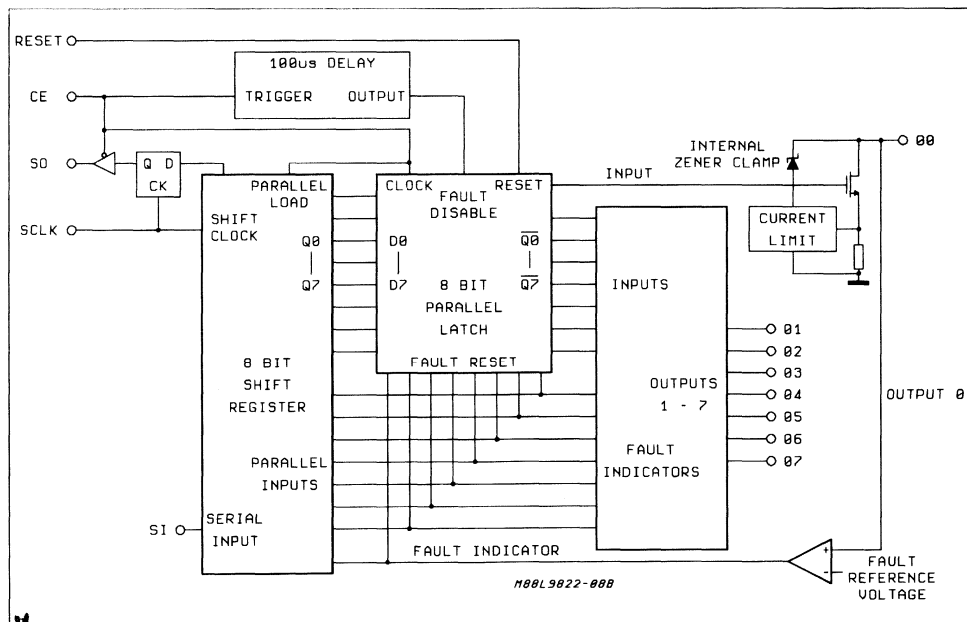 RESET
100us DELAY
TRIGGER OUTPUT
CE
SO
Q D
CK
SCLK
PARALLEL
LOAD
SHIFT
CLOCK
Q0
Q7
8 BIT
SHIFT
REGISTER
PARALLEL
INPUTS
SI
SERIAL
INPUT
CLOCK RESET
FAULT
DISABLE
D0 Q0
D7 Q7
8 BIT
PARALLEL
LATCH
FAULT RESET
INPUT
INPUTS
OUTPUTS
1 - 7
FAULT
INDICATORS
INTERNAL
ZENER CLAMP
CURRENT
LIMIT
00
01
02
03
04
05
06
07
OUTPUT 0
FAULT INDICATOR
+
-
FAULT
REFERENCE
VOLTAGE
M88L9822-08B